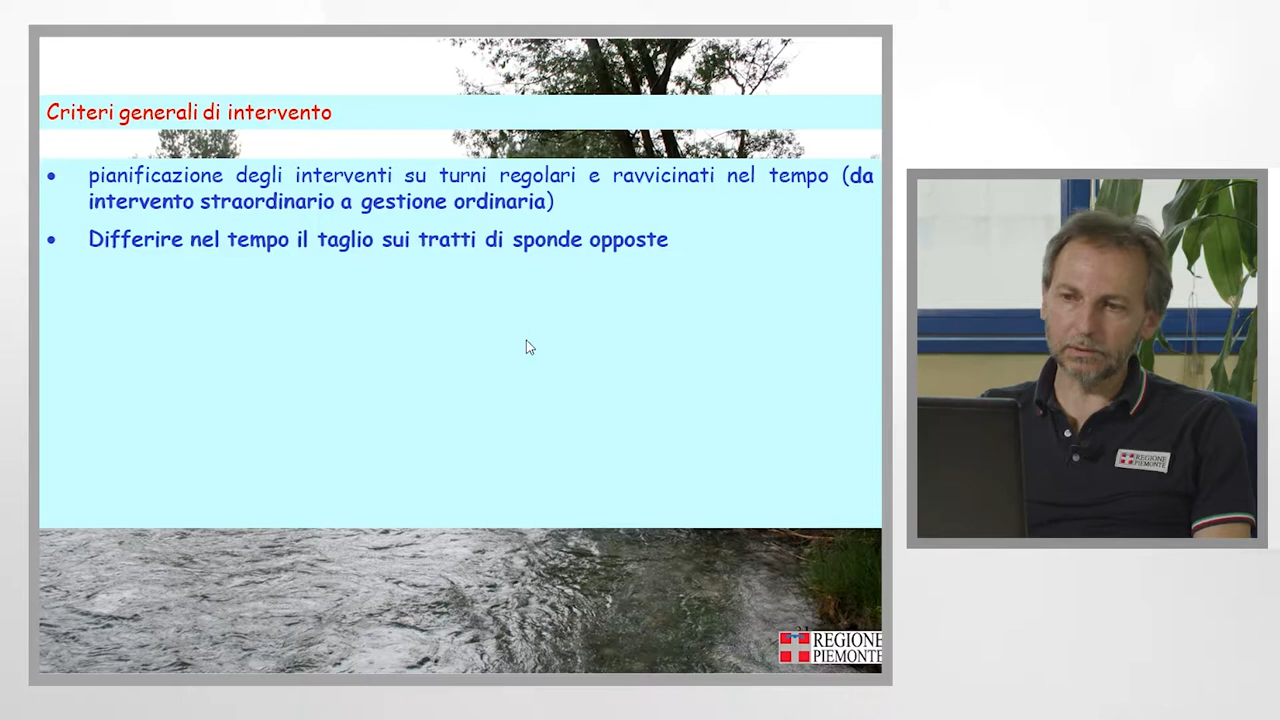 Criteri generali di intervento
• pianificazione degli interventi su turni regolari e ravvicinati nel tempo (da
intervento straordinario a gestione ordinaria)
• Differire nel tempo il taglio sui tratti di sponde opposte
REGIONE
PIEMONTE
REGIONE
PIEMONTE